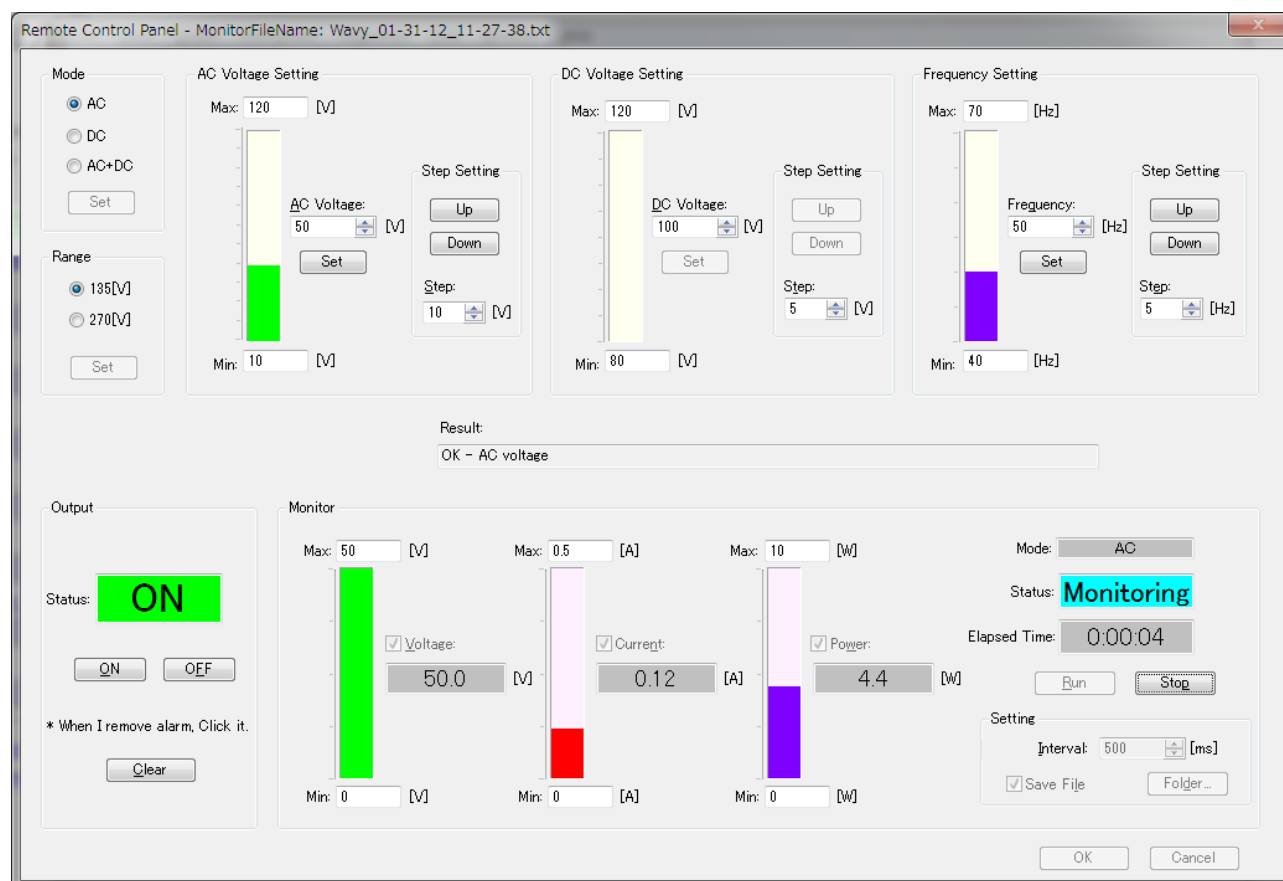 Remote Control Panel - MonitorFileName: Wavy_01-31-12_11-27-38.txt
Mode
AC
DC
AC+DC
Set
Range
135[V]
270[V]
Set
AC Voltage Setting
Max: 120 [V]
AC Voltage:
50 [V]
Set
Min: 10 [V]
Step Setting
Up
Down
Step:
10 [V]
DC Voltage Setting
Max: 120 [V]
DC Voltage:
100 [V]
Set
Min: 80 [V]
Step Setting
Up
Down
Step:
5 [V]
Frequency Setting
Max: 70 [Hz]
Frequency:
50 [Hz]
Set
Min: 40 [Hz]
Step Setting
Up
Down
Step:
5 [Hz]
Result:
OK - AC voltage
Output
Status: ON
ON OFF
* When I remove alarm, Click it.
Clear
Monitor
Max: 50 [V]
Voltage:
50.0 [V]
Min: 0 [V]
Max: 0.5 [A]
Current:
0.12 [A]
Min: 0 [A]
Max: 10 [W]
Power:
4.4 [W]
Min: 0 [W]
Mode: AC
Status: Monitoring
Elapsed Time: 0:00:04
Run Stop
Setting
Interval: 500 [ms]
Save File Folder...
OK Cancel